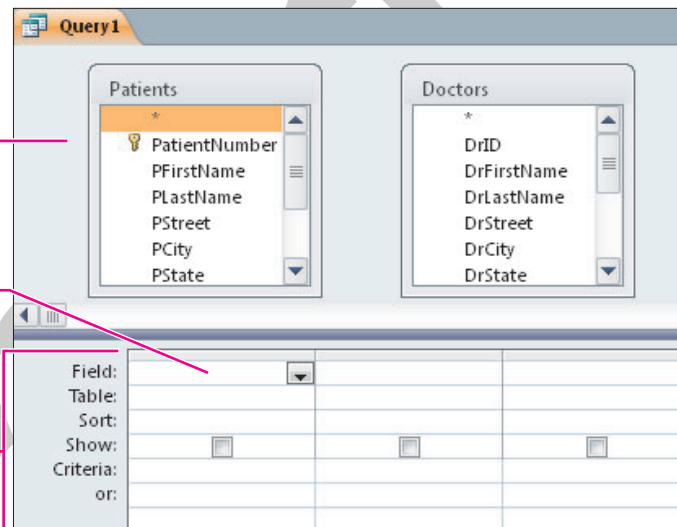 Query1
Patients
*
PatientNumber
PFirstName
PLastName
PStreet
PCity
PState
Doctors
*
DrID
DrFirstName
DrLastName
DrStreet
DrCity
DrState
Field:
Table:
Sort:
Show:
Criteria:
or: